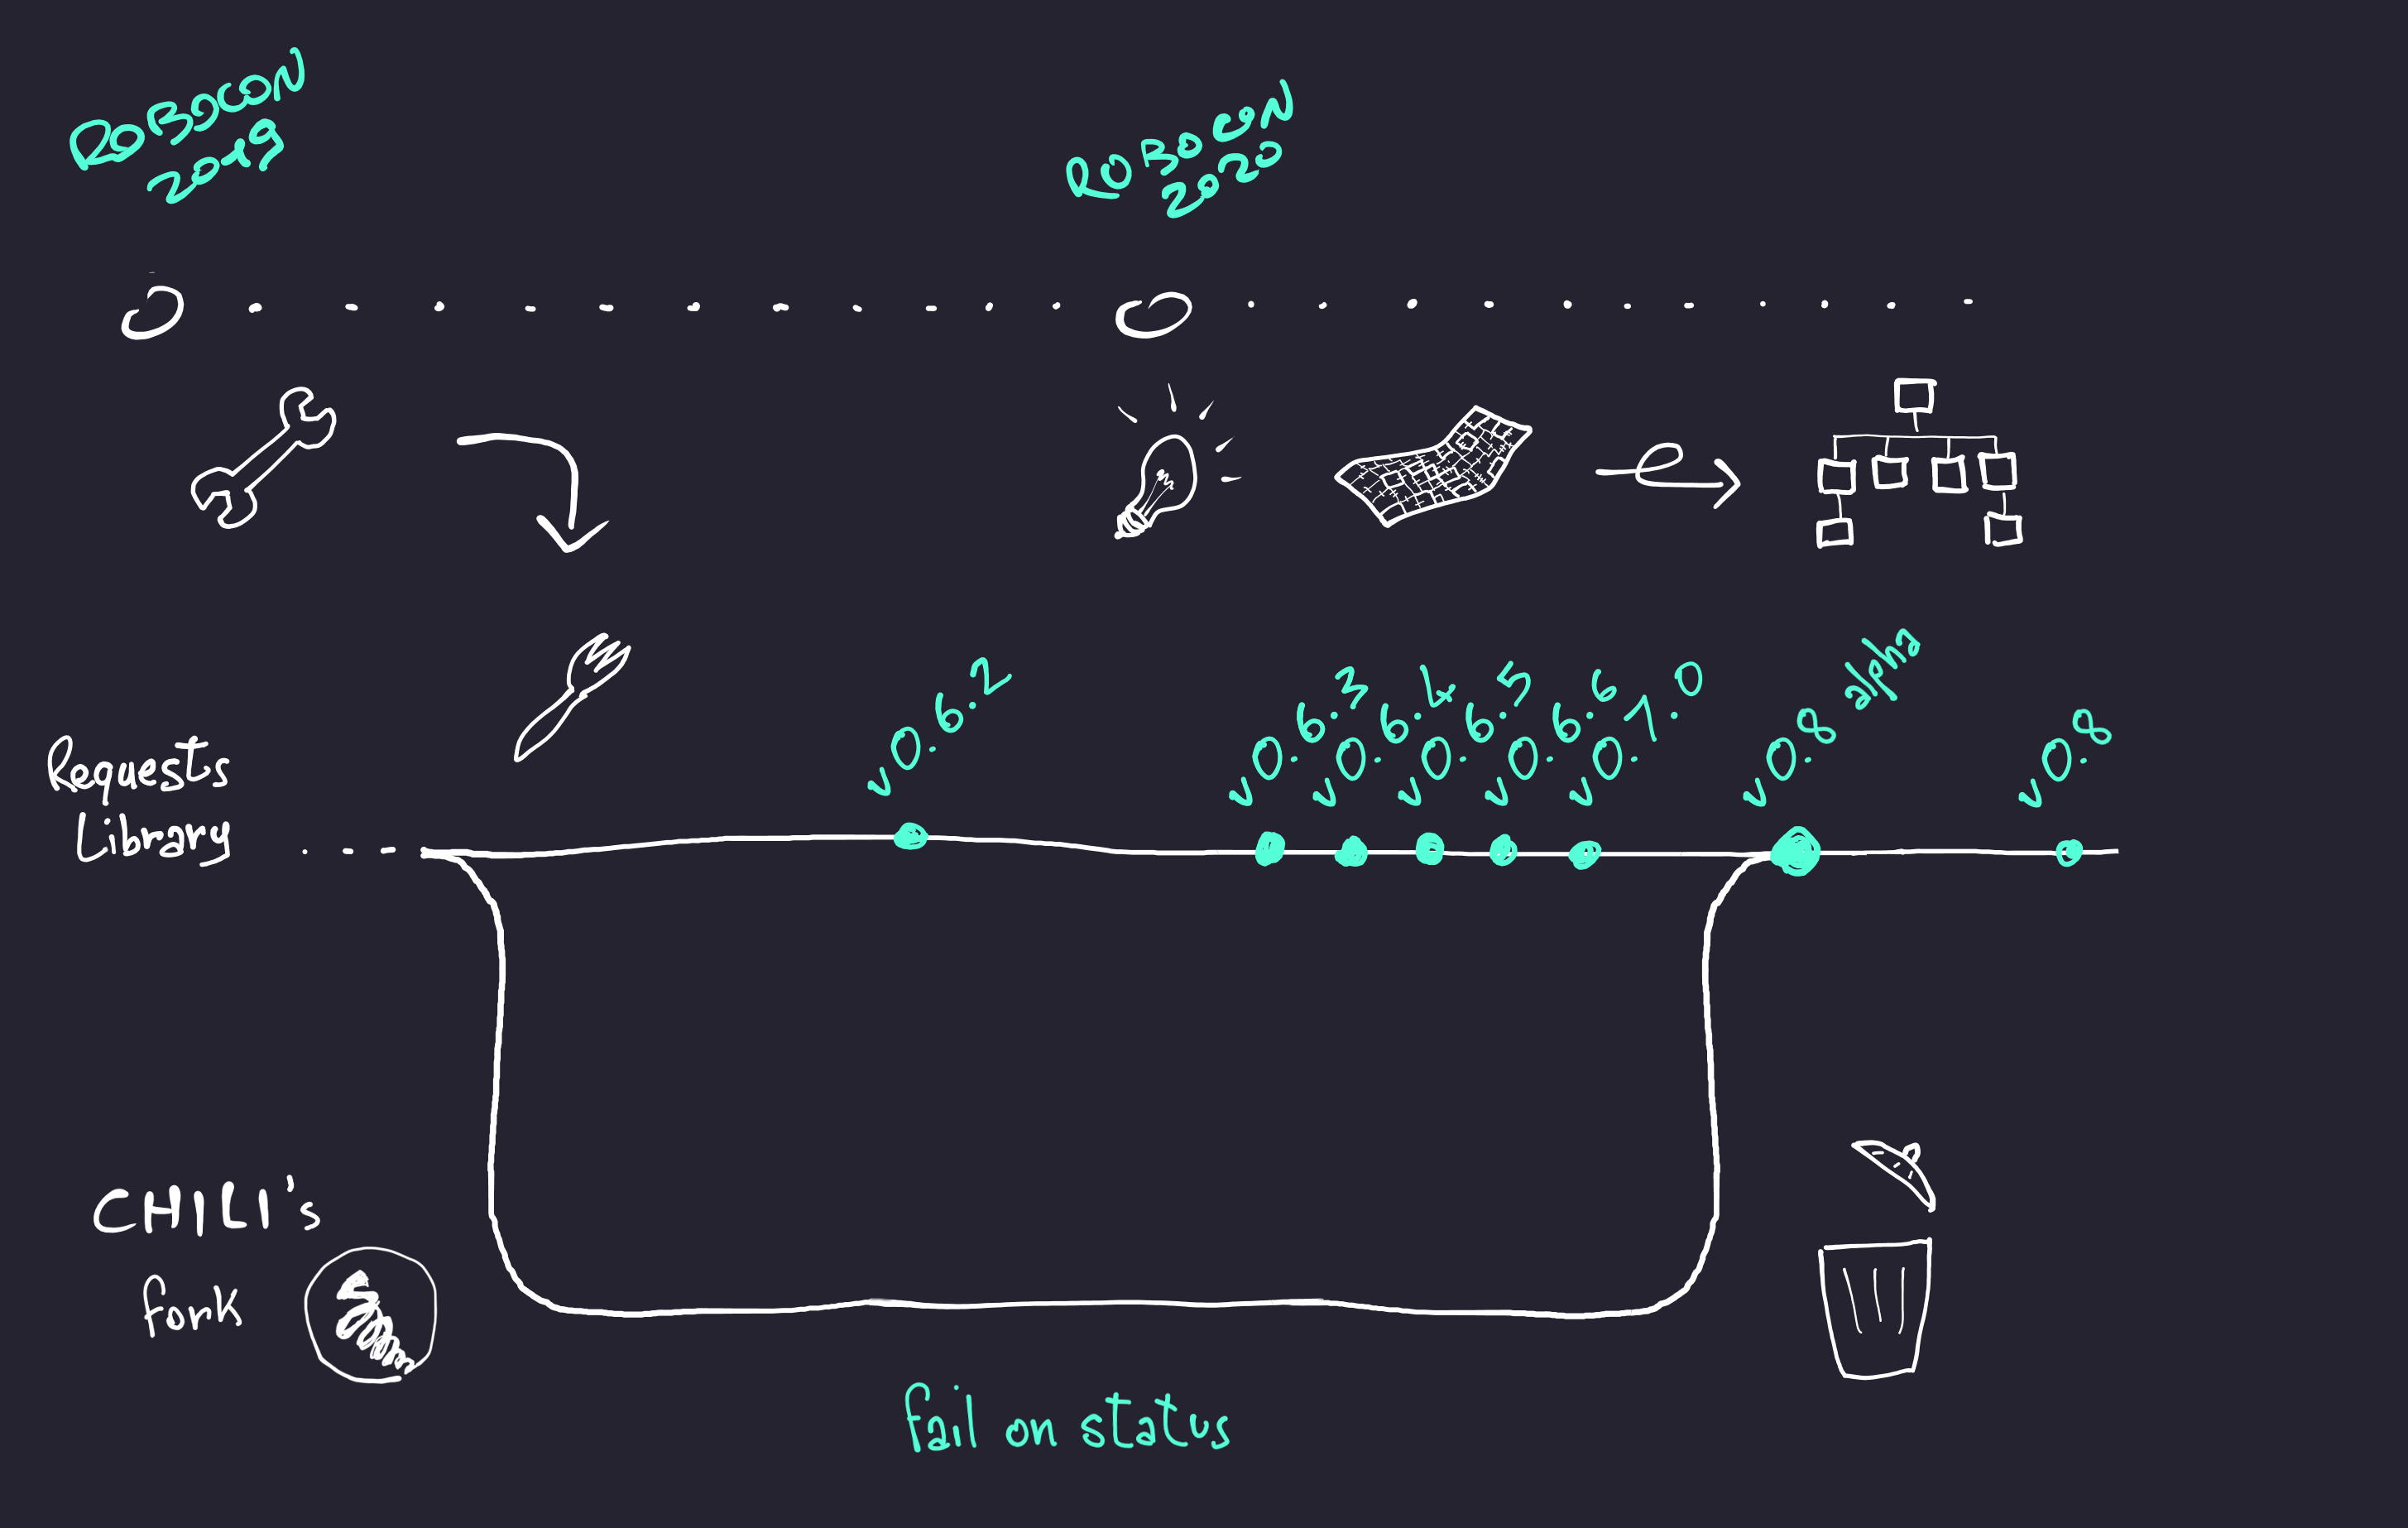 ROBOCON
2019
ROBOCON
2020
Requests
Library
v0.6.2
v0.6.3
v0.6.4
v0.6.5
v0.6.6
v0.7.0
v0.8 alpha
v0.8
CHILI's
fork
fail on status